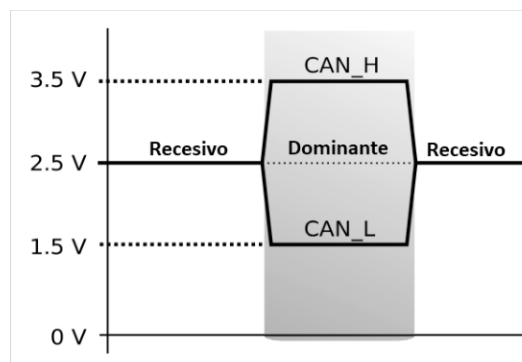 CAN_H
3.5 V
Recesivo Dominante Recesivo
2.5 V
CAN_L
1.5 V
0 V